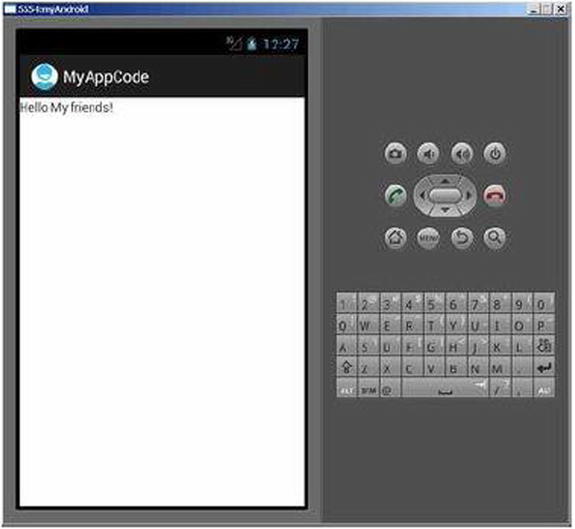 5554:myAndroid
12:27
MyAppCode
Hello My friends!
MENU
1 2 3 4 5 6 7 8 9 0
Q W E R T Y U I O P
A S D F G H J K L DEL
Z X C V B N M .
ALT SYM @ / , ALT